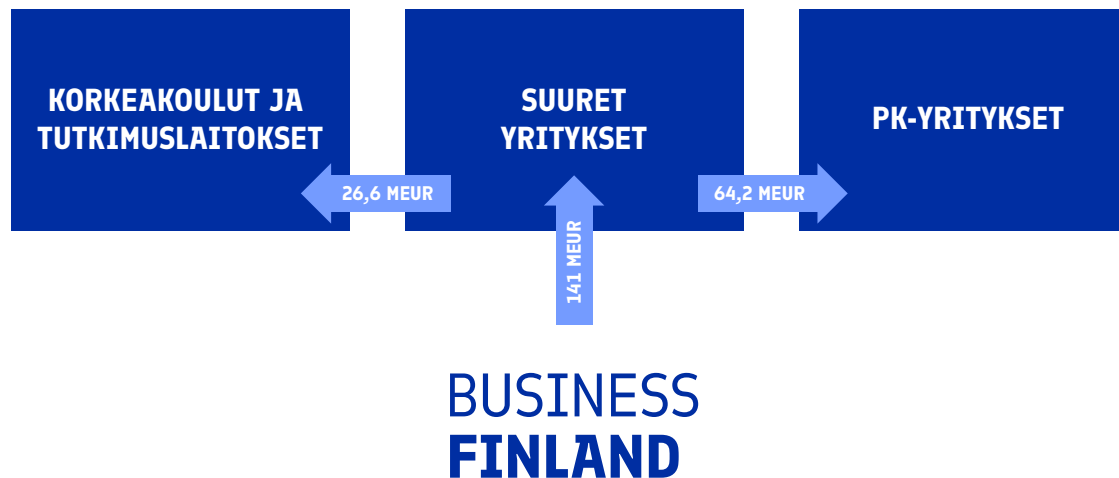 KORKEAKOULUT JA
TUTKIMUSLAITOKSET
SUURET
YRITYKSET
PK-YRITYKSET
26,6 MEUR
64,2 MEUR
141 MEUR
BUSINESS
FINLAND